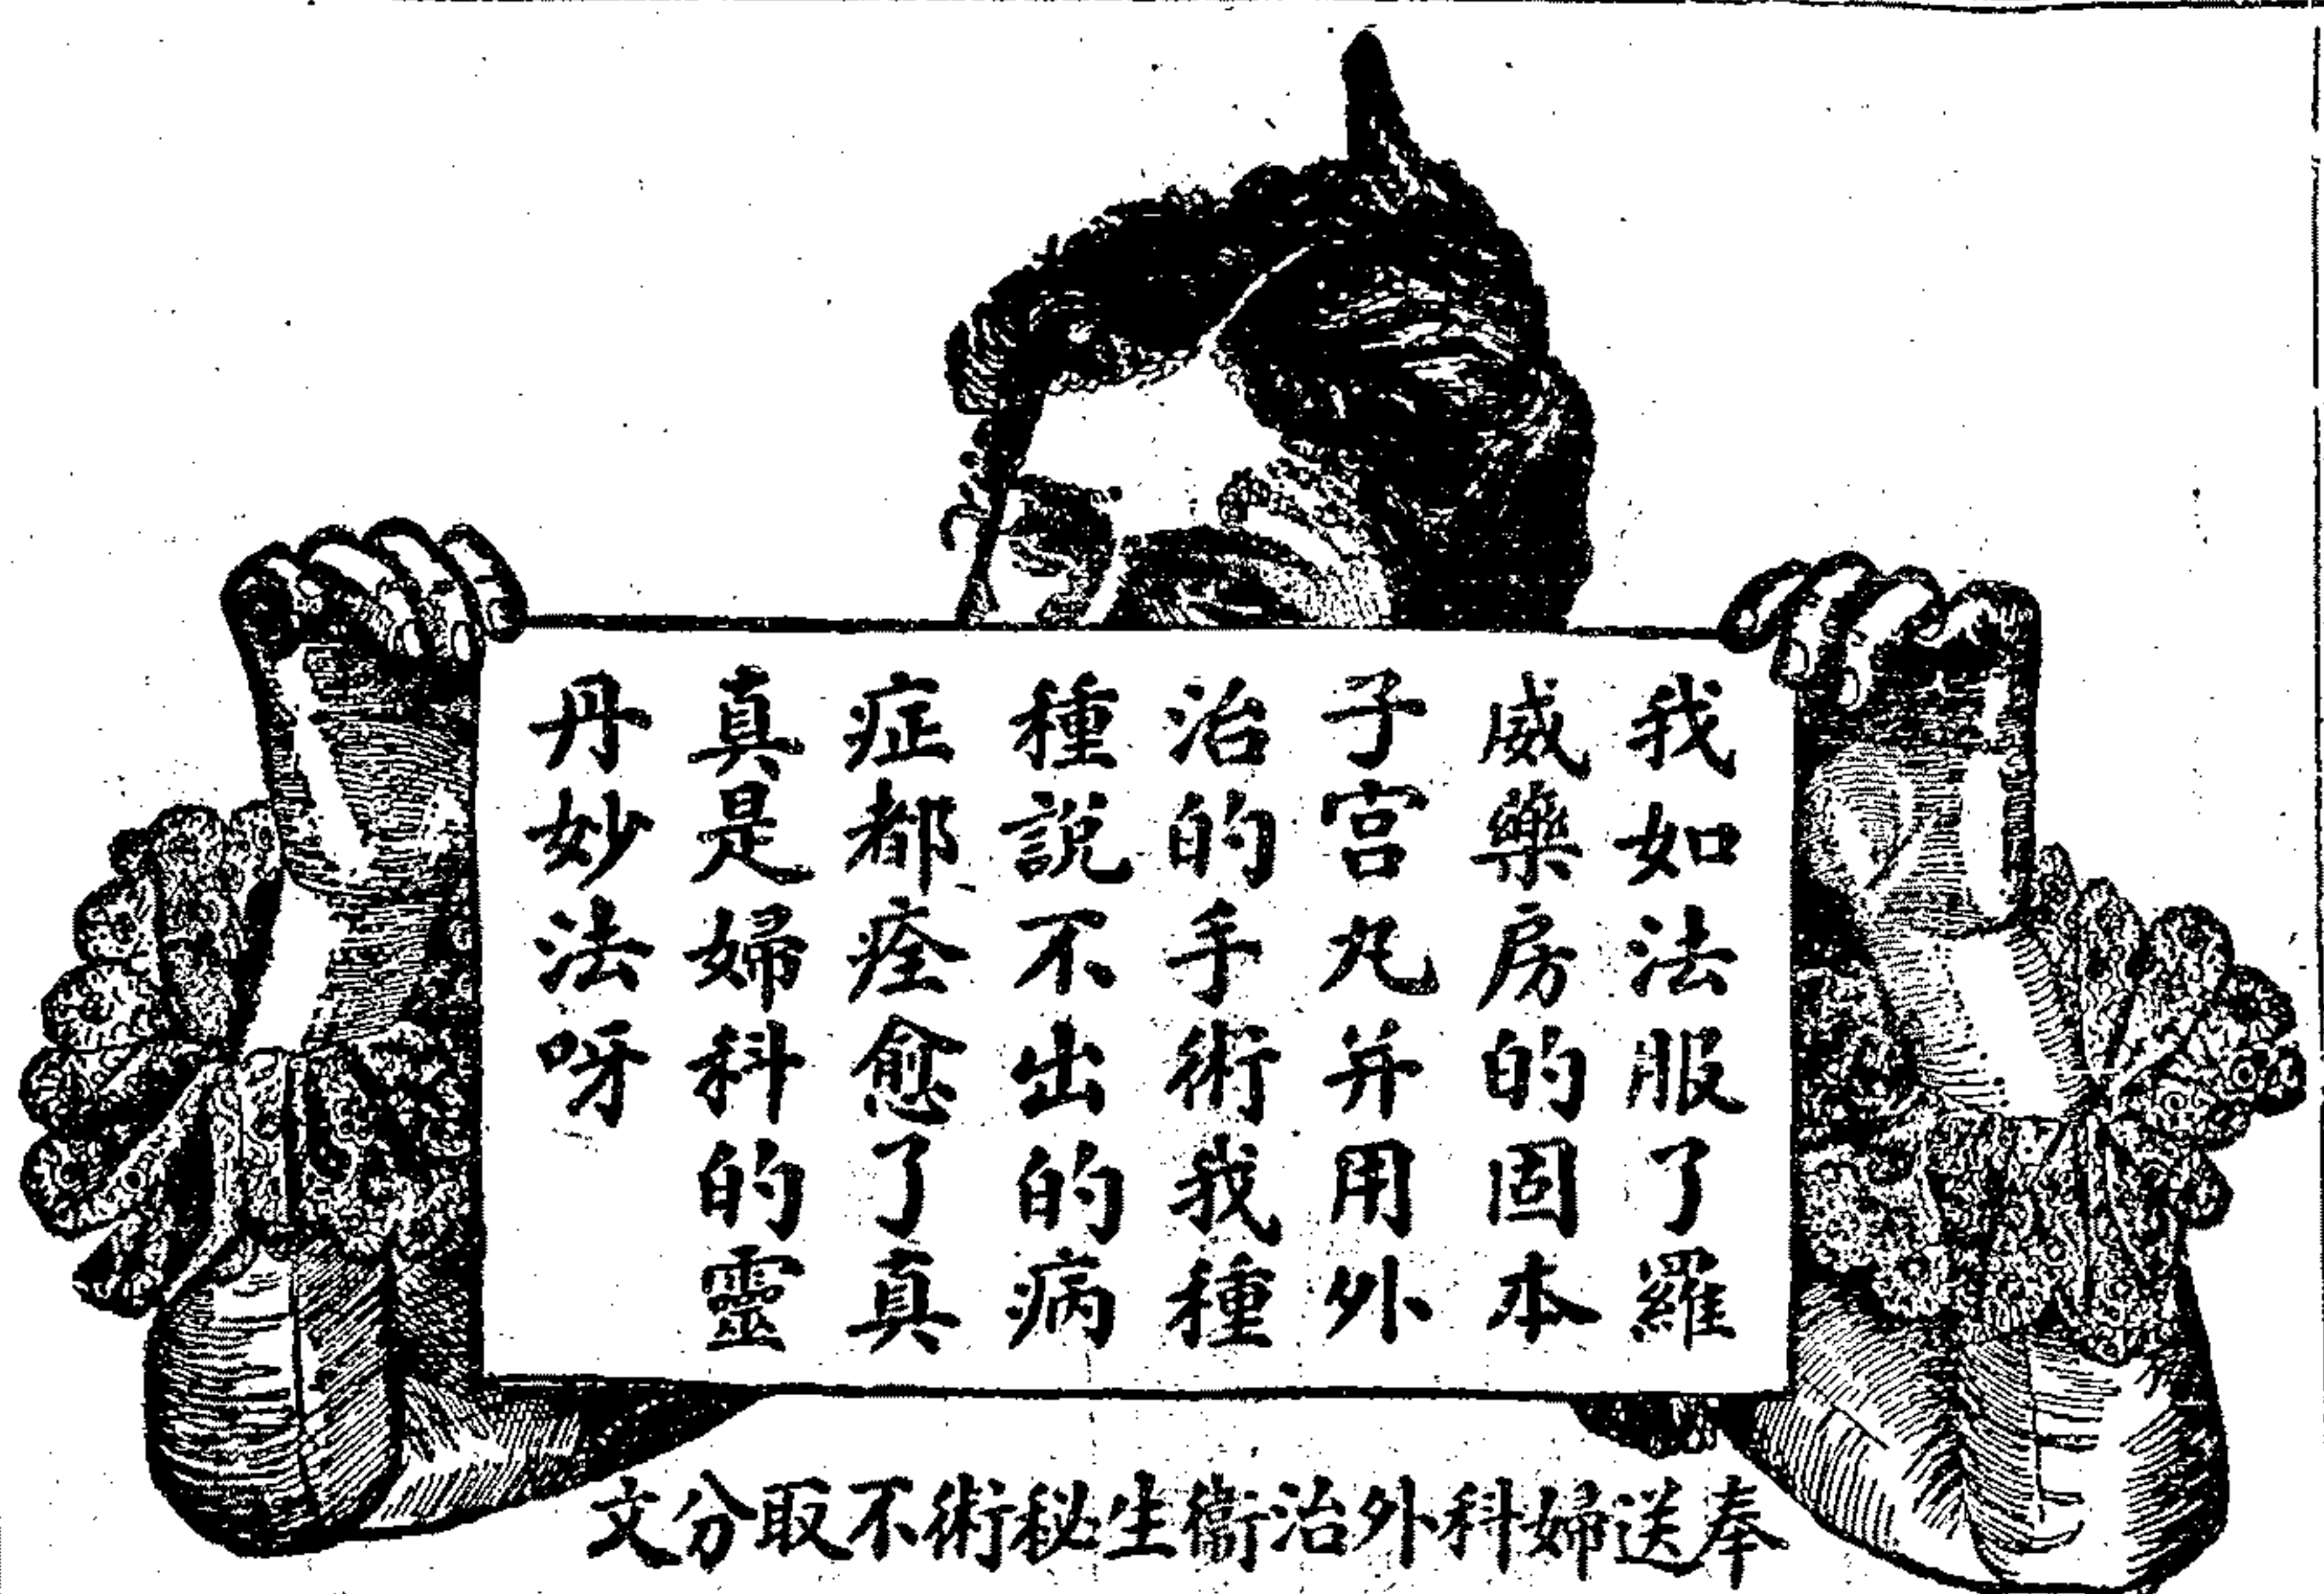 我如法服了羅
威藥房的固本
子宮丸并用外
治的手術我種
種說不出的病
症都痊愈了真
真是婦科的靈
丹妙法呀
奉送婦科外治衛生秘術不取分文